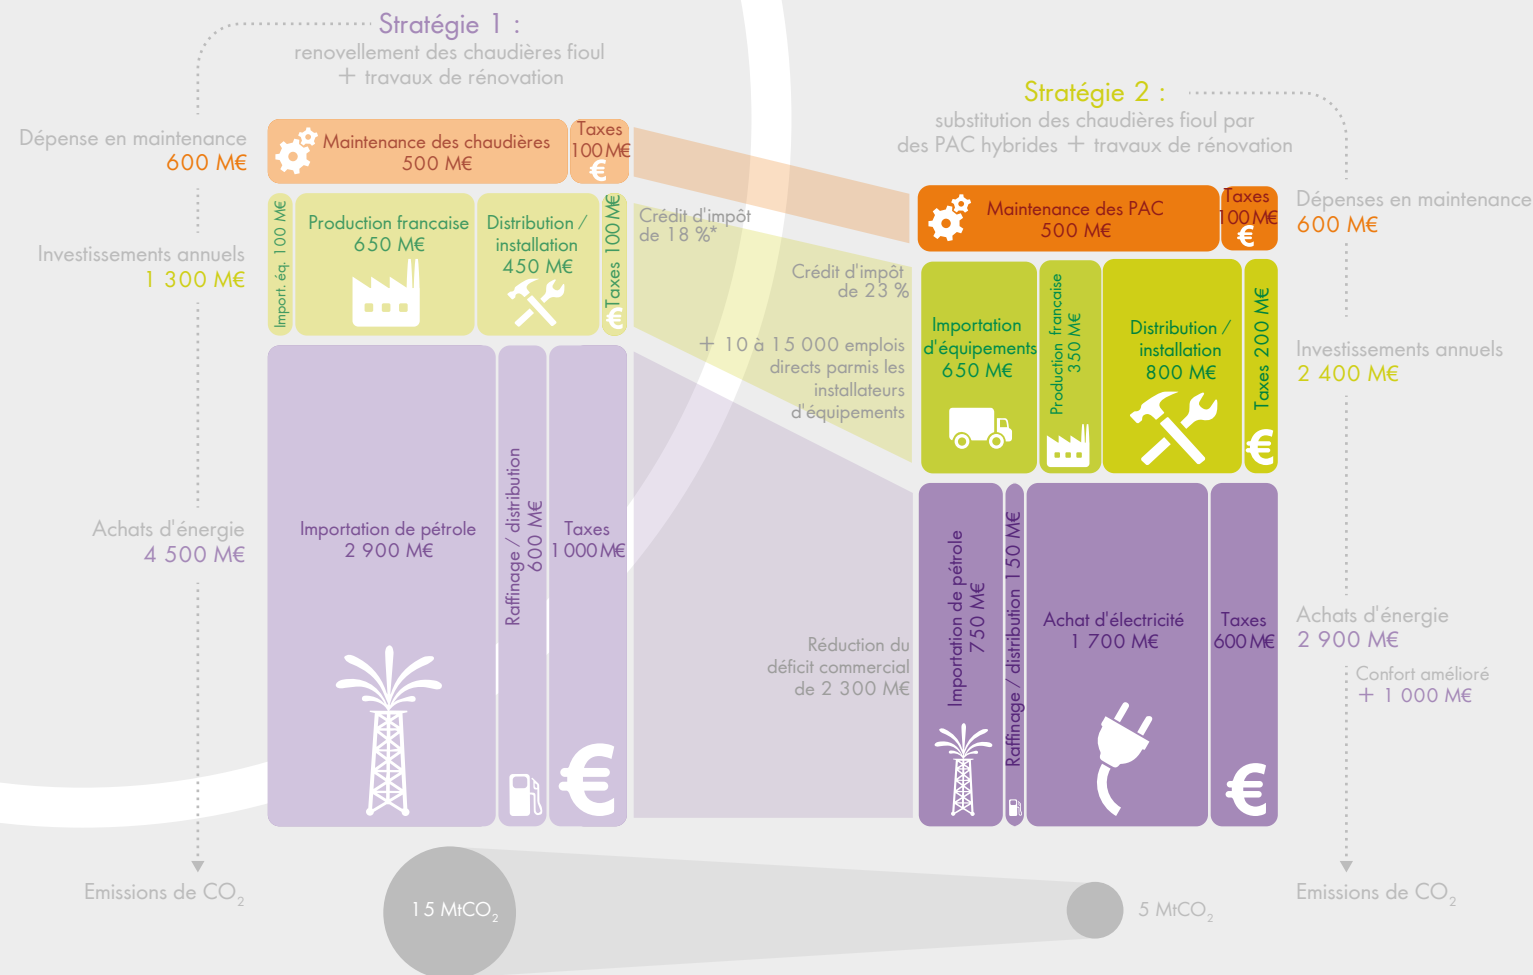 Stratégie 1 :
renovellement des chaudières fioul
+ travaux de rénovation
Dépense en maintenance
600 M€
Maintenance des chaudières
500 M€
Taxes
100 M€
€
Investissements annuels
1 300 M€
Import. éq. 100 M€
Production francaise
650 M€
Distribution /
installation
450 M€
Taxes 100 M€
€
Achats d'énergie
4 500 M€
Importation de pétrole
2 900 M€
Raffinage / distribution
600 M€
Taxes
1 000 M€
€
Emissions de CO2
15 MtCO2
Crédit d'impôt
de 18 %*
Crédit d'impôt
de 23 %
+ 10 à 15 000 emplois
directs parmis les
installateurs
d'équipements
Réduction du
déficit commercial
de 2 300 M€
Stratégie 2 :
substitution des chaudières fioul par
des PAC hybrides + travaux de rénovation
Maintenance des PAC
500 M€
Taxes
100 M€
€
Dépenses en maintenance
600 M€
Importation
d'équipements
650 M€
Production francaise
350 M€
Distribution /
installation
800 M€
Taxes 200 M€
€
Investissements annuels
2 400 M€
Importation de pétrole
750 M€
Raffinage / distribution 150 M€
Achat d'électricité
1 700 M€
Taxes
600 M€
€
Achats d'énergie
2 900 M€
Confort amélioré
+ 1 000 M€
5 MtCO2
Emissions de CO2